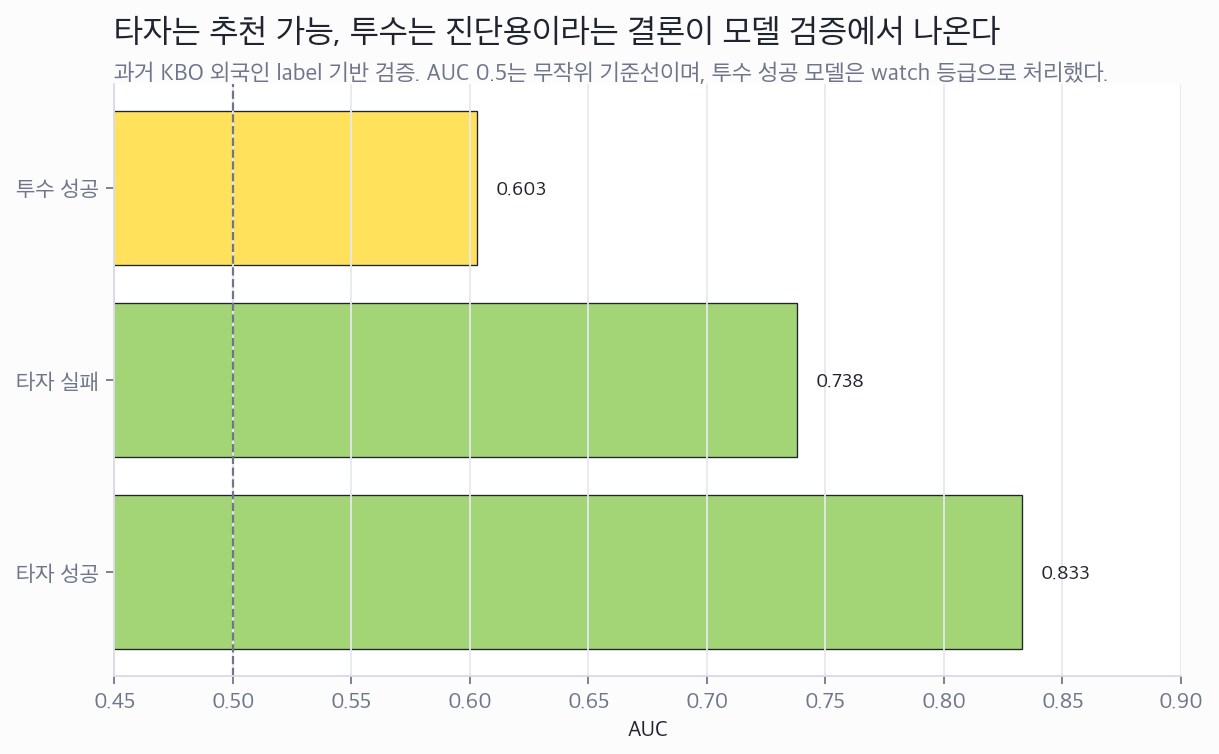 타자는 추천 가능, 투수는 진단용이라는 결론이 모델 검증에서 나온다
과거 KBO 외국인 label 기반 검증. AUC 0.5는 무작위 기준선이며, 투수 성공 모델은 watch 등급으로 처리했다.
투수 성공
0.603
타자 실패
0.738
타자 성공
0.833
0.45 0.50 0.55 0.60 0.65 0.70 0.75 0.80 0.85 0.90
AUC